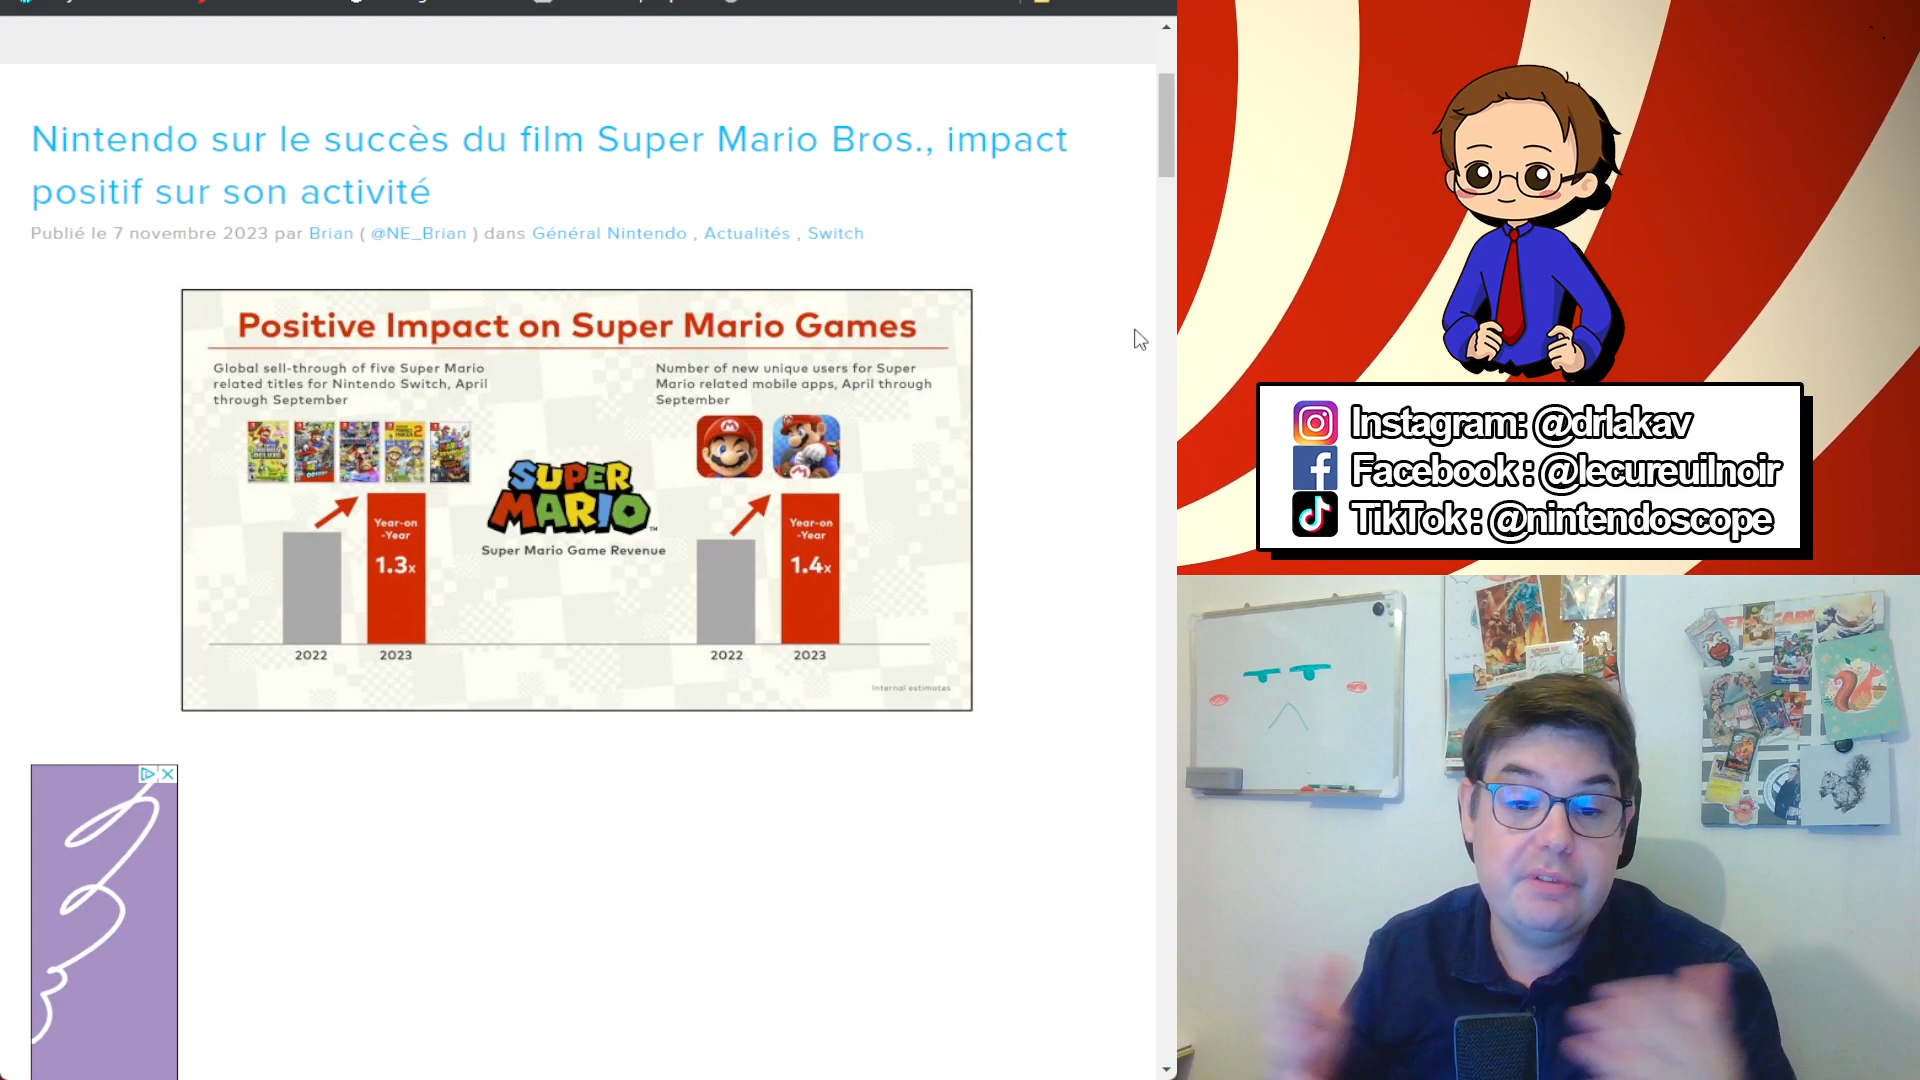 Nintendo sur le succès du film Super Mario Bros., impact
positif sur son activité
Publié le 7 novembre 2023 par Brian ( @NE_Brian ) dans Général Nintendo , Actualités , Switch
Positive Impact on Super Mario Games
Global sell-through of five Super Mario
related titles for Nintendo Switch, April
through September
Number of new unique users for Super
Mario related mobile apps, April through
September
SUPER
MARIO
TM
Super Mario Game Revenue
Year-on
-Year
1.3x
2022
2023
Year-on
-Year
1.4x
2022
2023
Internal estimates
Instagram: @drlakav
Facebook : @lecureuilnoir
TikTok : @nintendoscope